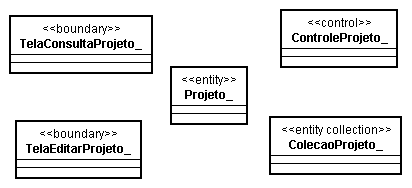 <<boundary>>
TelaConsultaProjeto_
<<control>>
ControleProjeto_
<<entity>>
Projeto_
<<boundary>>
TelaEditarProjeto_
<<entity collection>>
ColecaoProjeto_